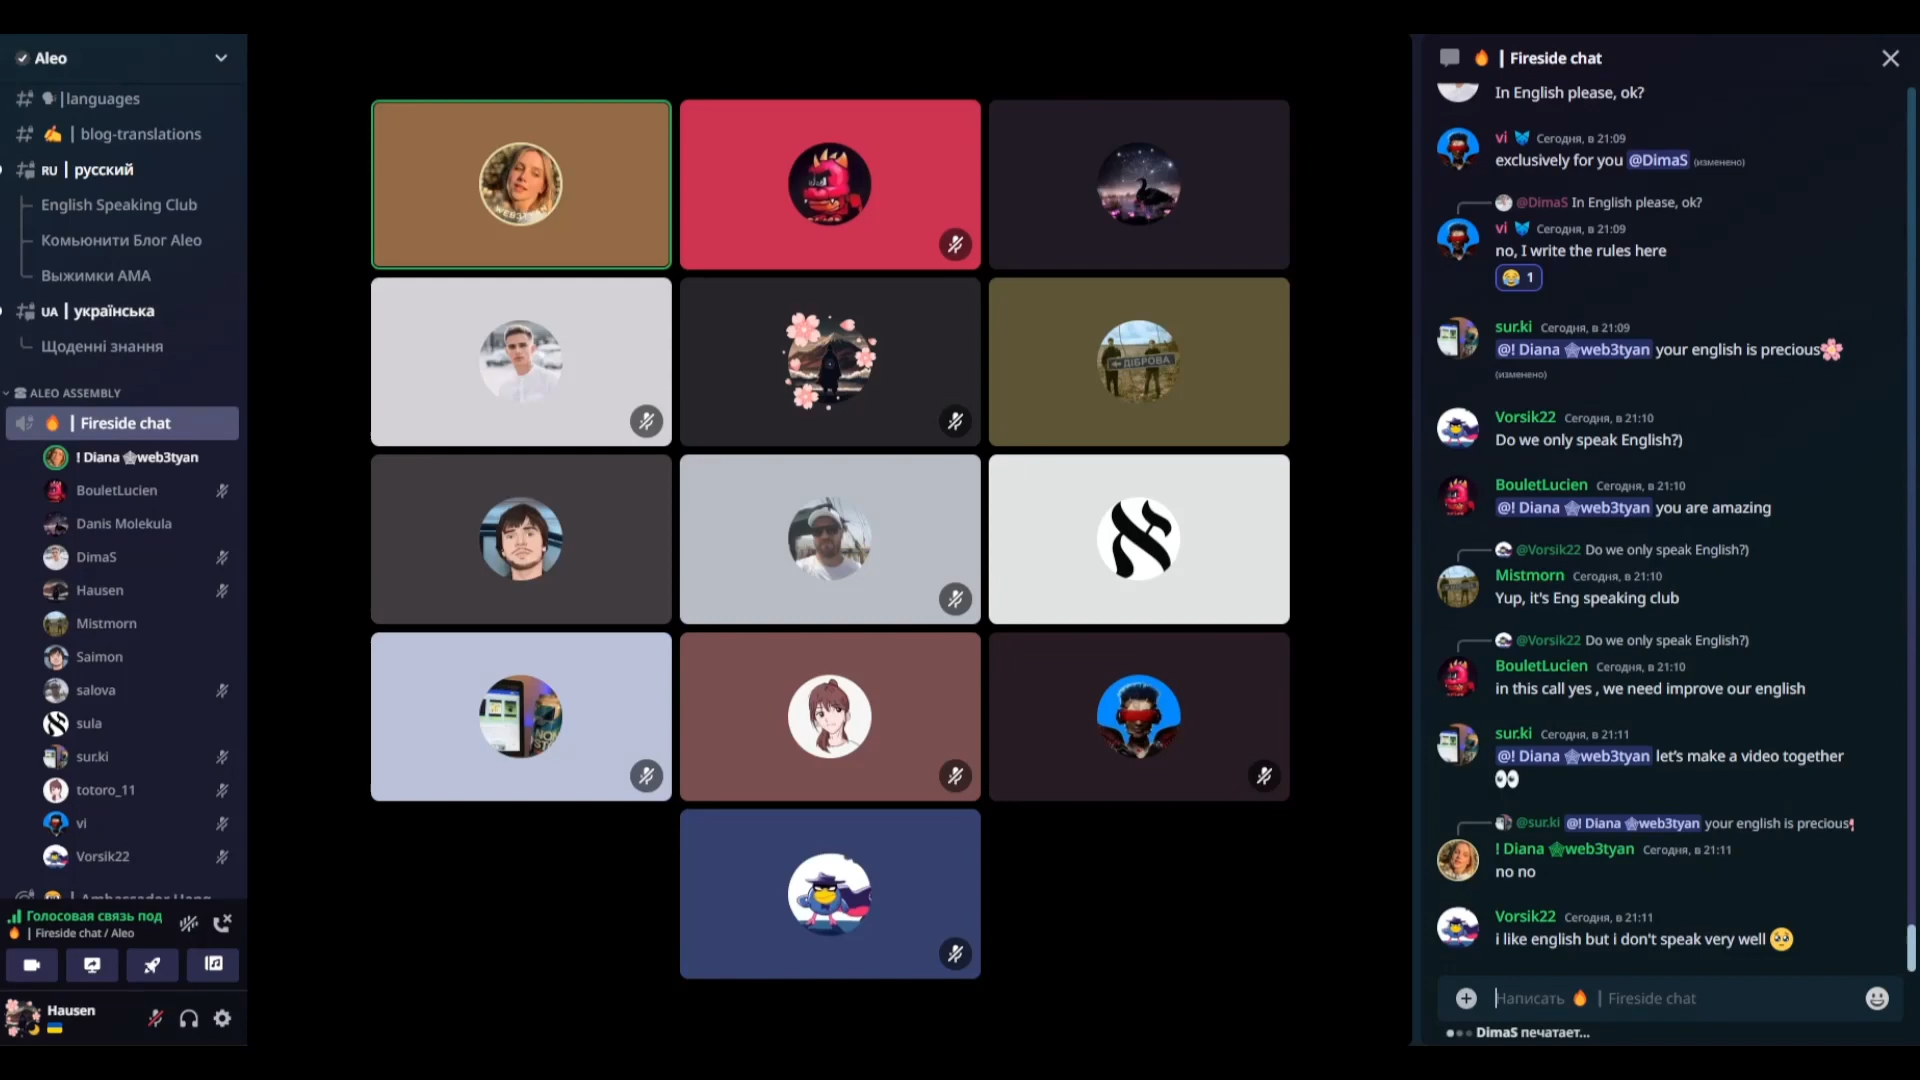 Aleo
|languages
| blog-translations
RU | русский
English Speaking Club
Комьюнити Блог Aleo
Выжимки АМА
UA | українська
Щоденні знання
ALEO ASSEMBLY
| Fireside chat
! Diana web3tyan
BouletLucien
Danis Molekula
DimaS
Hausen
Mistmorn
Saimon
salova
sula
sur.ki
totoro_11
vi
Vorsik22
Голосовая связь под
| Fireside chat / Aleo
Hausen
WEB3TYAN
ДІБРОВА
| Fireside chat
In English please, ok?
vi Сегодня, в 21:09
exclusively for you @DimaS (изменено)
@DimaS In English please, ok?
vi Сегодня, в 21:09
no, I write the rules here
😂 1
sur.ki Сегодня, в 21:09
@! Diana web3tyan your english is precious🌸
(изменено)
Vorsik22 Сегодня, в 21:10
Do we only speak English?)
BouletLucien Сегодня, в 21:10
@! Diana web3tyan you are amazing
@Vorsik22 Do we only speak English?)
Mistmorn Сегодня, в 21:10
Yup, it's Eng speaking club
@Vorsik22 Do we only speak English?)
BouletLucien Сегодня, в 21:10
in this call yes , we need improve our english
sur.ki Сегодня, в 21:11
@! Diana web3tyan let's make a video together
👀
@sur.ki @! Diana web3tyan your english is precious
! Diana web3tyan Сегодня, в 21:11
no no
Vorsik22 Сегодня, в 21:11
i like english but i don't speak very well 🥺
Написать 🔥 | Fireside chat
DimaS печатает...